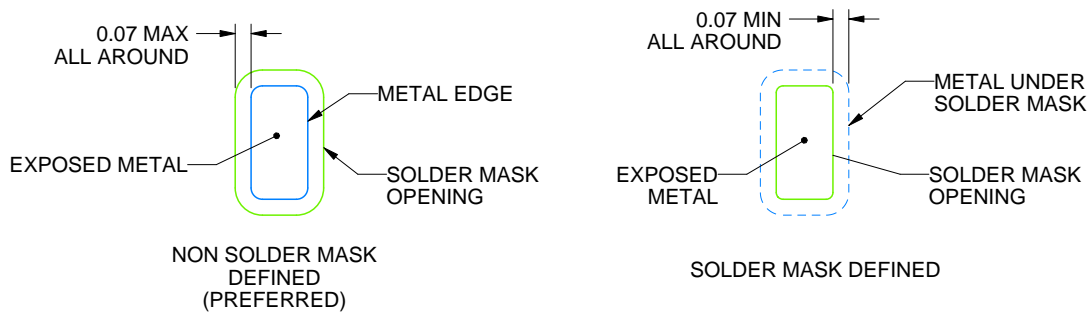 0.07 MAX
ALL AROUND
METAL EDGE
EXPOSED METAL
SOLDER MASK
OPENING
NON SOLDER MASK
DEFINED
(PREFERRED)
0.07 MIN
ALL AROUND
METAL UNDER
SOLDER MASK
EXPOSED
METAL
SOLDER MASK
OPENING
SOLDER MASK DEFINED